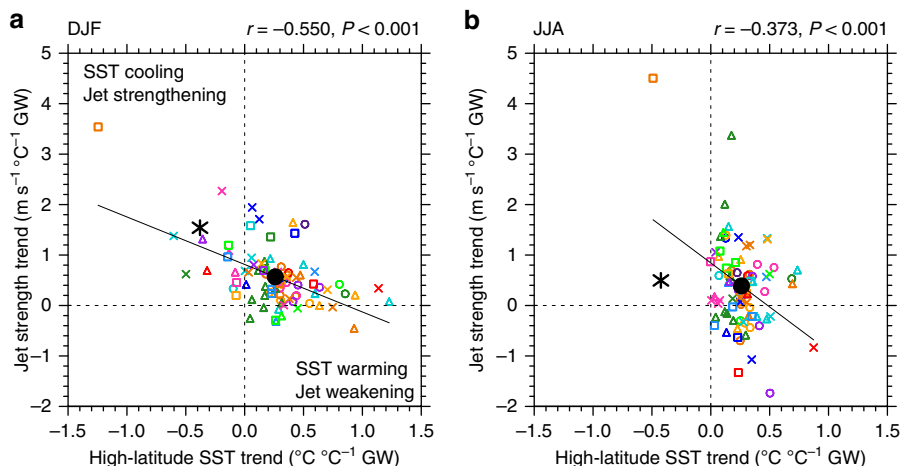 a
DJF
r = −0.550, P < 0.001
SST cooling
Jet strengthening
SST warming
Jet weakening
Jet strength trend (m s⁻¹ °C⁻¹ GW)
5
4
3
2
1
0
−1
−2
−1.5
−1.0
−0.5
0.0
0.5
1.0
1.5
High-latitude SST trend (°C °C⁻¹ GW)
b
JJA
r = −0.373, P < 0.001
Jet strength trend (m s⁻¹ °C⁻¹ GW)
5
4
3
2
1
0
−1
−2
−1.5
−1.0
−0.5
0.0
0.5
1.0
1.5
High-latitude SST trend (°C °C⁻¹ GW)